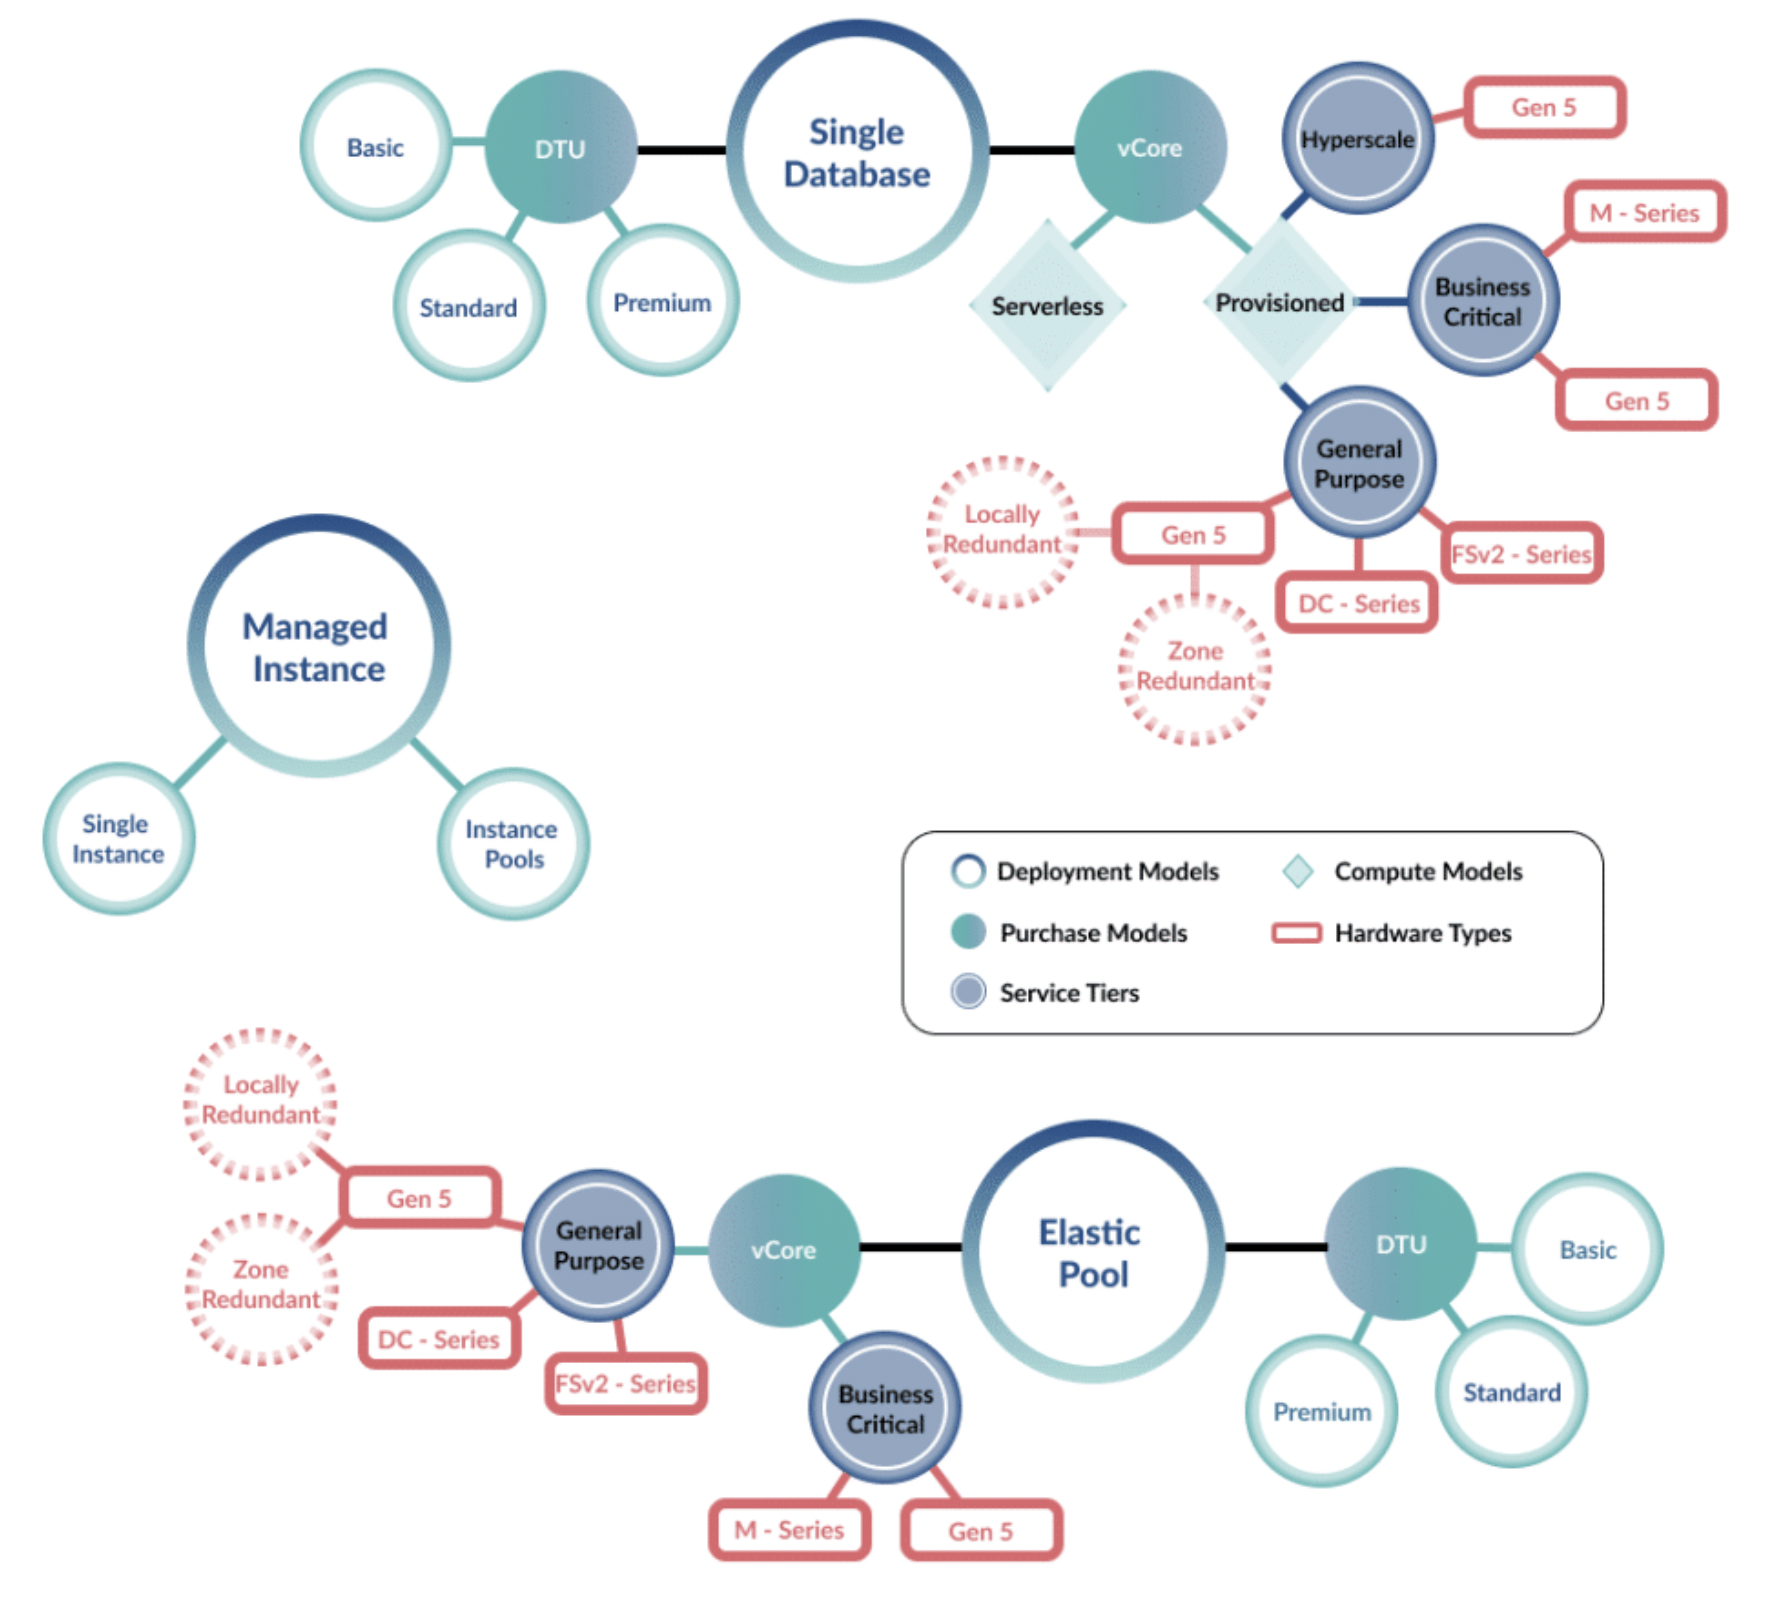 Single
Database
DTU
Basic
Standard
Premium
vCore
Serverless
Provisioned
Hyperscale
Gen 5
Business
Critical
M - Series
Gen 5
General
Purpose
Gen 5
Locally
Redundant
Zone
Redundant
DC - Series
FSv2 - Series
Managed
Instance
Single
Instance
Instance
Pools
Deployment Models
Compute Models
Purchase Models
Hardware Types
Service Tiers
Locally
Redundant
Gen 5
Zone
Redundant
General
Purpose
DC - Series
FSv2 - Series
vCore
Business
Critical
M - Series
Gen 5
Elastic
Pool
DTU
Basic
Premium
Standard